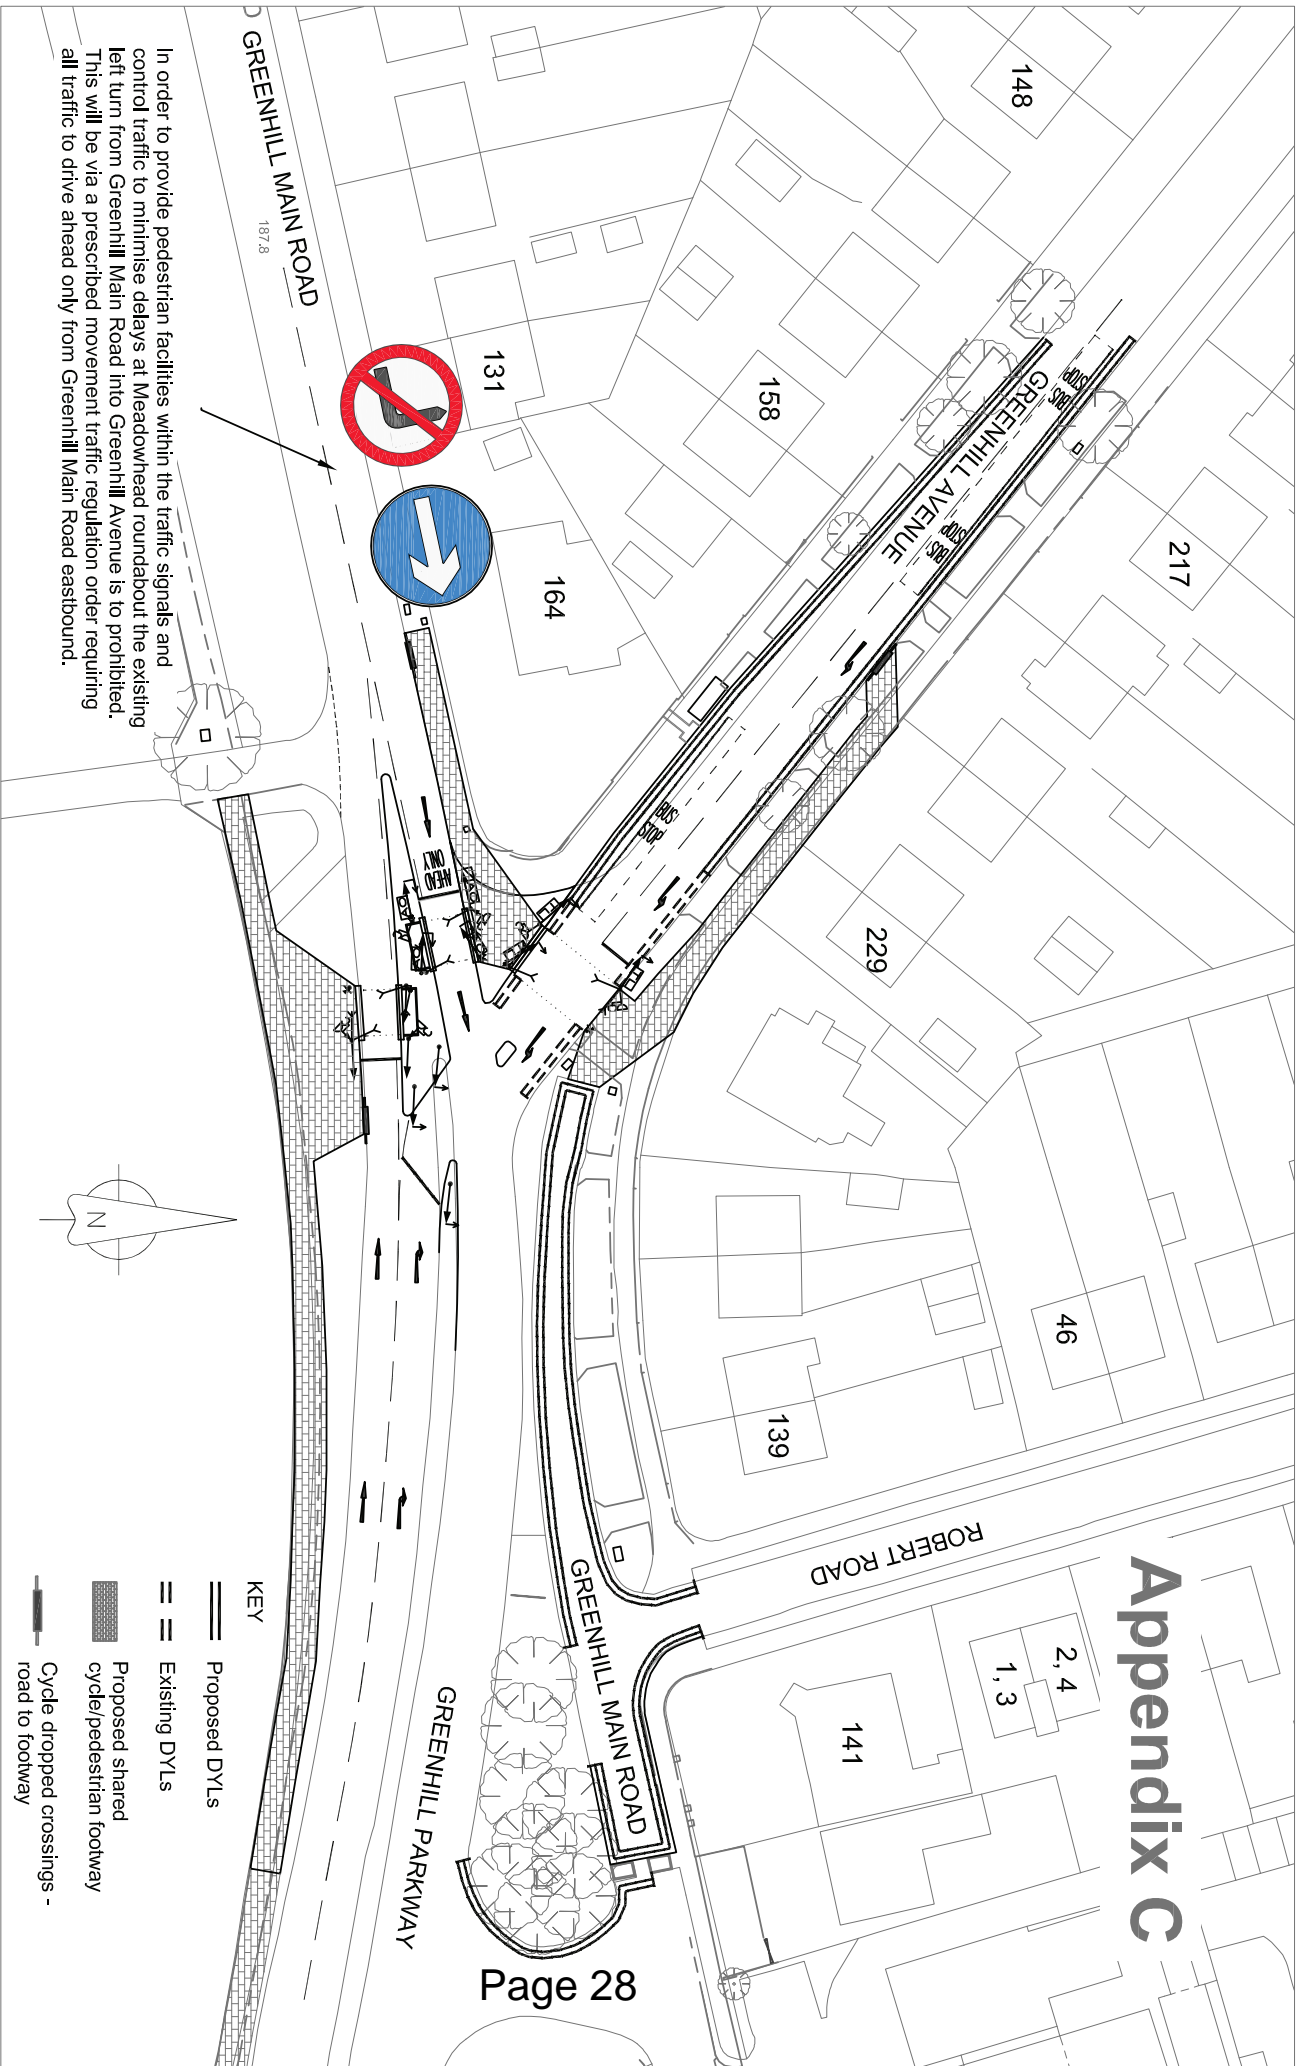 Appendix C
148
217
158
229
131
164
46
139
2, 4
1, 3
141
GREENHILL AVENUE
BUS
STOP
BUS
STOP
BUS
STOP
GREENHILL MAIN ROAD
187.8
AHEAD
ONLY
ROBERT ROAD
GREENHILL MAIN ROAD
GREENHILL PARKWAY
In order to provide pedestrian facilities within the traffic signals and
control traffic to minimise delays at Meadowhead roundabout the existing
left turn from Greenhill Main Road into Greenhill Avenue is to prohibited.
This will be via a prescribed movement traffic regulation order requiring
all traffic to drive ahead only from Greenhill Main Road eastbound.
N
KEY
Proposed DYLs
Existing DYLs
Proposed shared
cycle/pedestrian footway
Cycle dropped crossings -
road to footway
Page 28